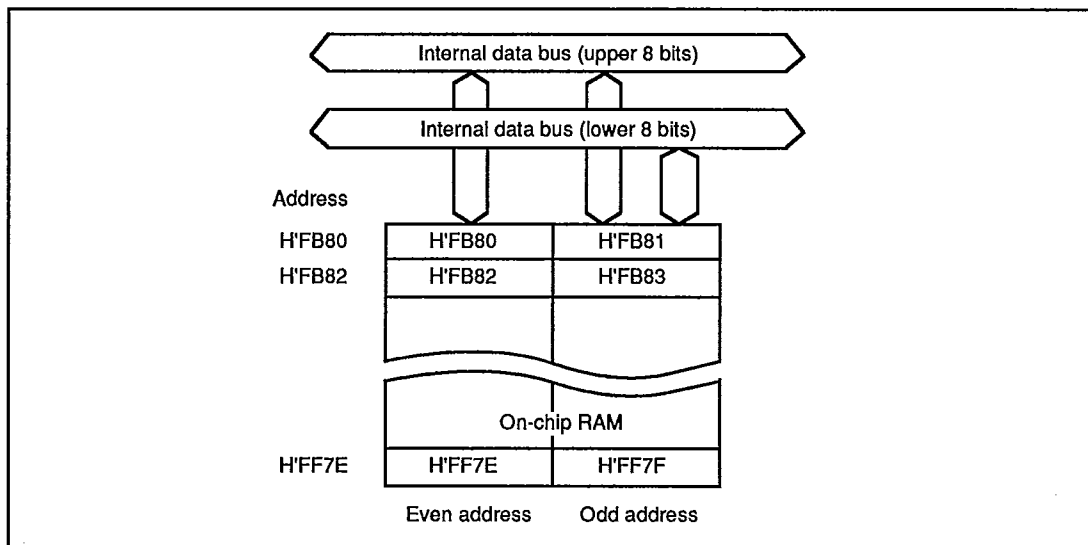 Internal data bus (upper 8 bits)
Internal data bus (lower 8 bits)
Address
H'FB80 H'FB80 H'FB81
H'FB82 H'FB82 H'FB83
On-chip RAM
H'FF7E H'FF7E H'FF7F
Even address Odd address